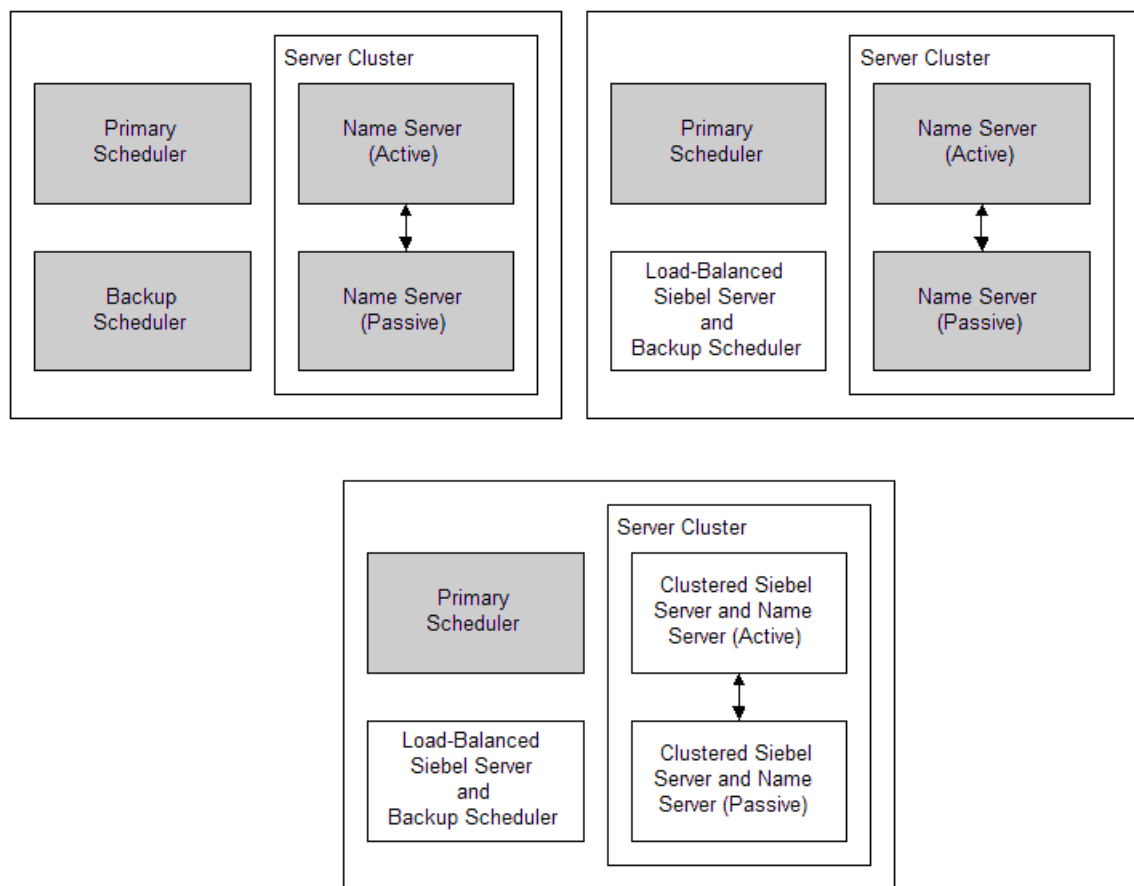 Server Cluster
Primary
Scheduler
Name Server
(Active)
Backup
Scheduler
Name Server
(Passive)
Server Cluster
Primary
Scheduler
Name Server
(Active)
Load-Balanced
Siebel Server
and
Backup Scheduler
Name Server
(Passive)
Server Cluster
Primary
Scheduler
Clustered Siebel
Server and Name
Server (Active)
Load-Balanced
Siebel Server
and
Backup Scheduler
Clustered Siebel
Server and Name
Server (Passive)